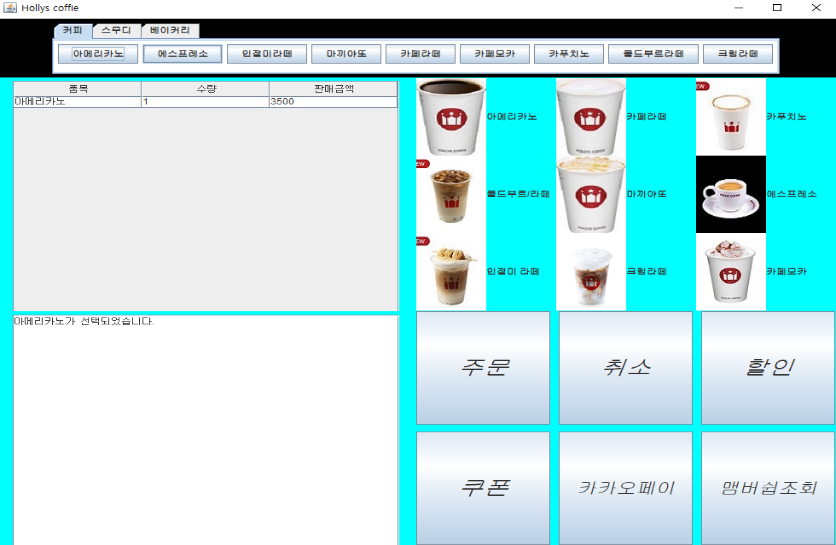 Hollys coffie
커피 스무디 베이커리
아메리카노 에스프레소 인절미라떼 마끼야또 카페라떼 카페모카 카푸치노 콜드부르라떼 크림라떼
품목 수량 판매금액
아메리카노 1 3500
아메리카노 카페라떼 카푸치노
콜드부르/라떼 마끼야또 에스프레소
인절미 라떼 크림라떼 카페모카
아메리카노가 선택되었습니다.
주문 취소 할인
쿠폰 카카오페이 맴버쉽조회